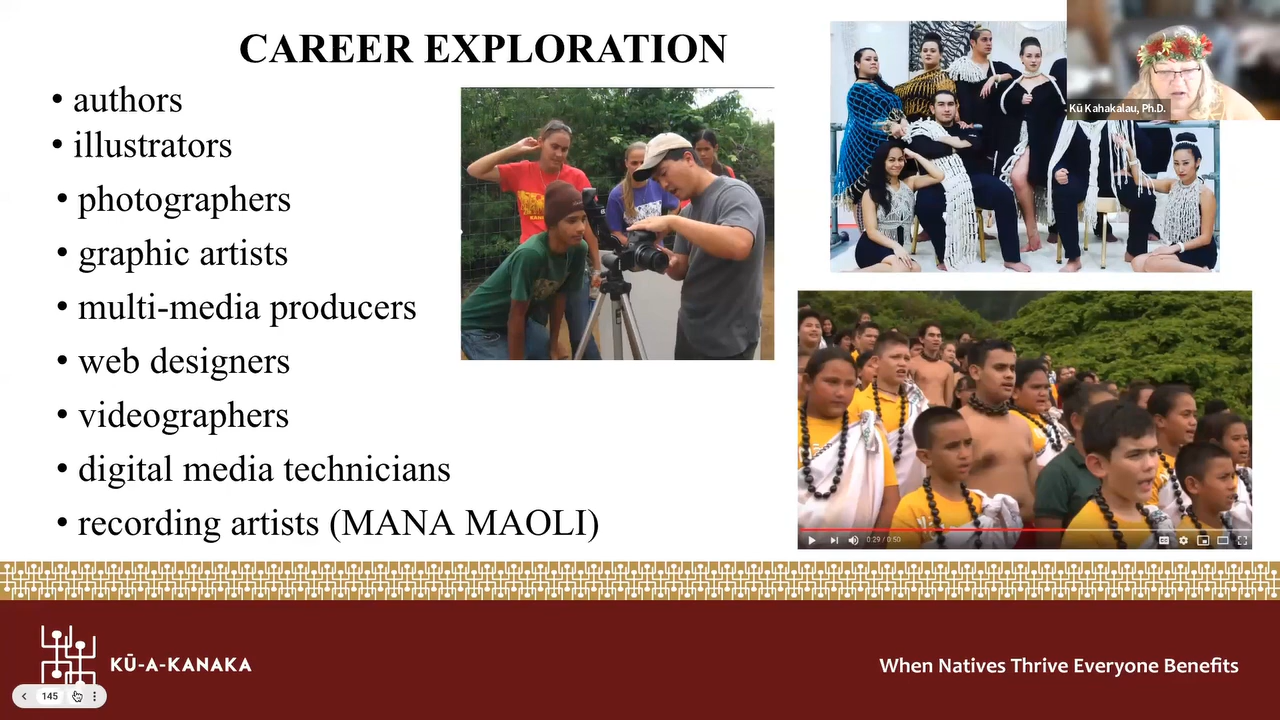 CAREER EXPLORATION
• authors
• illustrators
• photographers
• graphic artists
• multi-media producers
• web designers
• videographers
• digital media technicians
• recording artists (MANA MAOLI)
Kū Kahakalau, Ph.D.
0:29 / 0:50
KŪ-A-KANAKA
When Natives Thrive Everyone Benefits
145